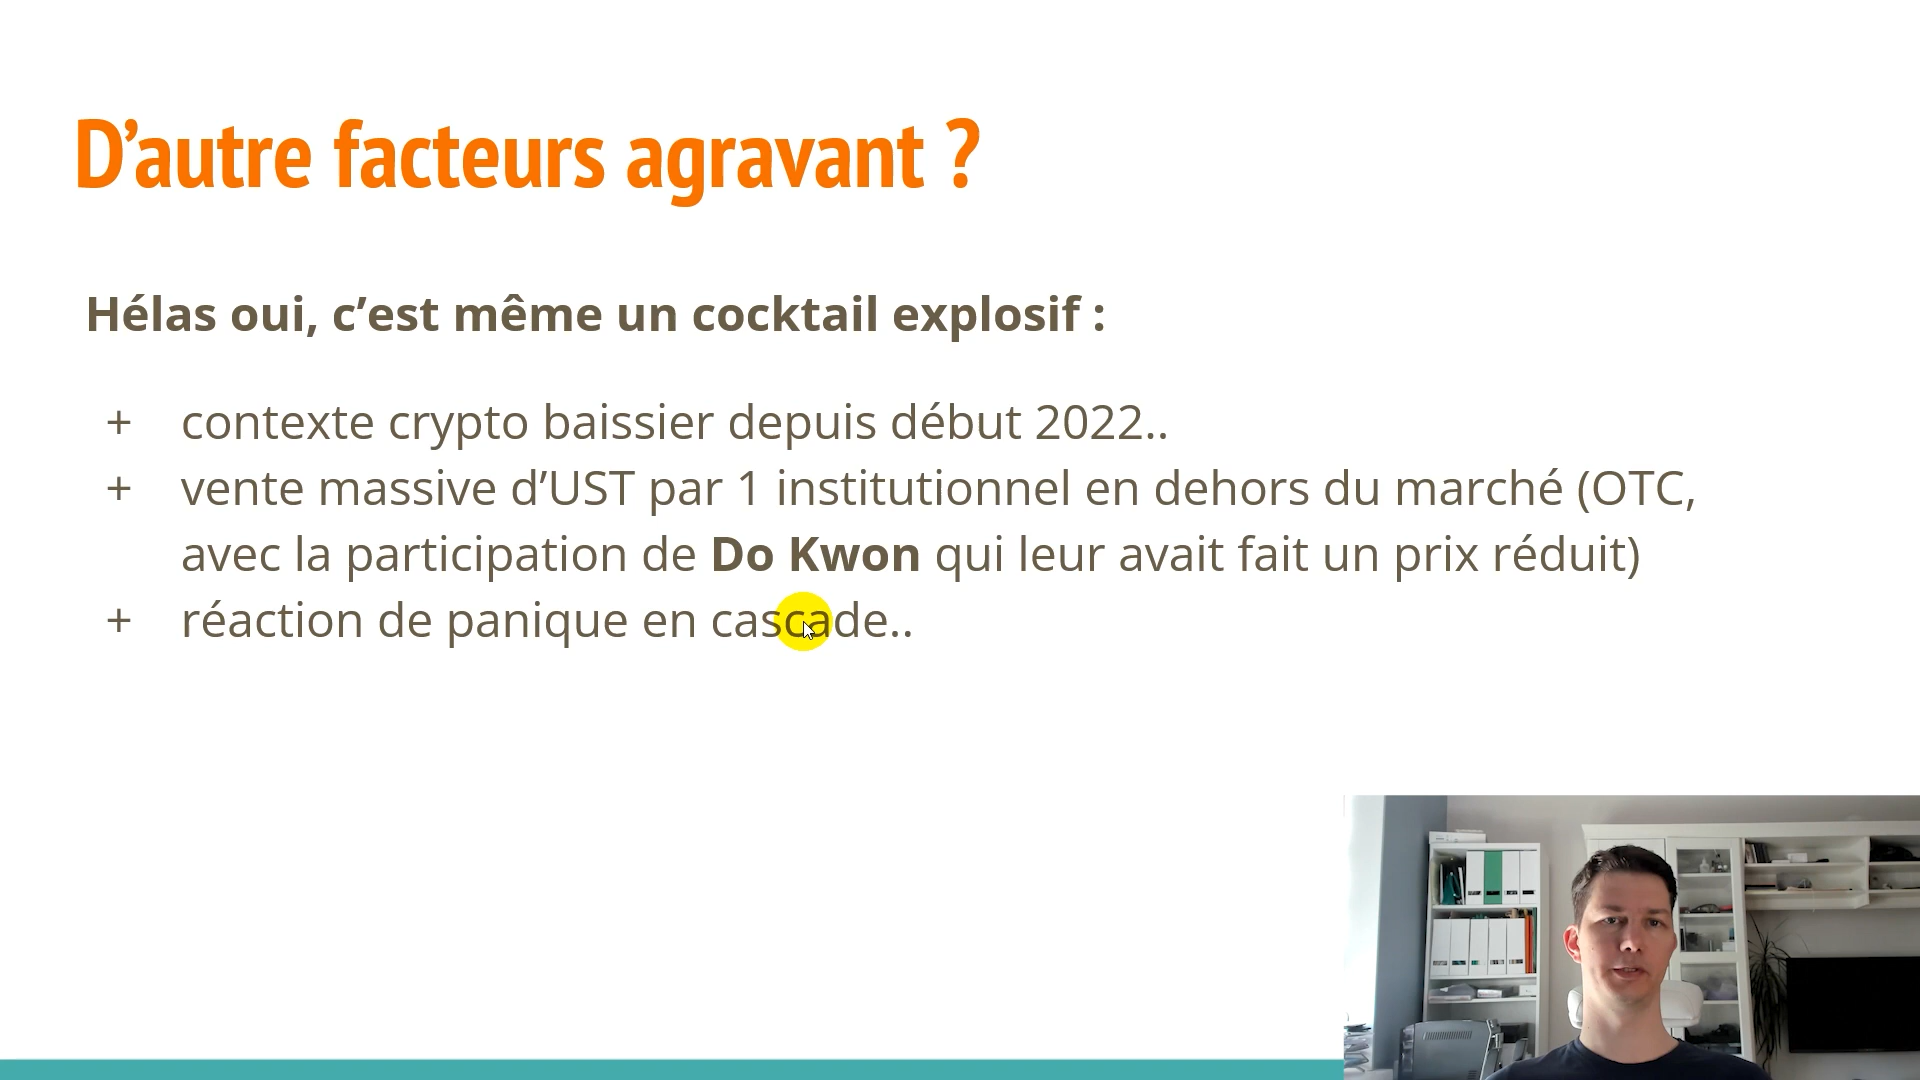 D’autre facteurs agravant ?
Hélas oui, c’est même un cocktail explosif :
+ contexte crypto baissier depuis début 2022..
+ vente massive d’UST par 1 institutionnel en dehors du marché (OTC,
avec la participation de Do Kwon qui leur avait fait un prix réduit)
+ réaction de panique en cascade..